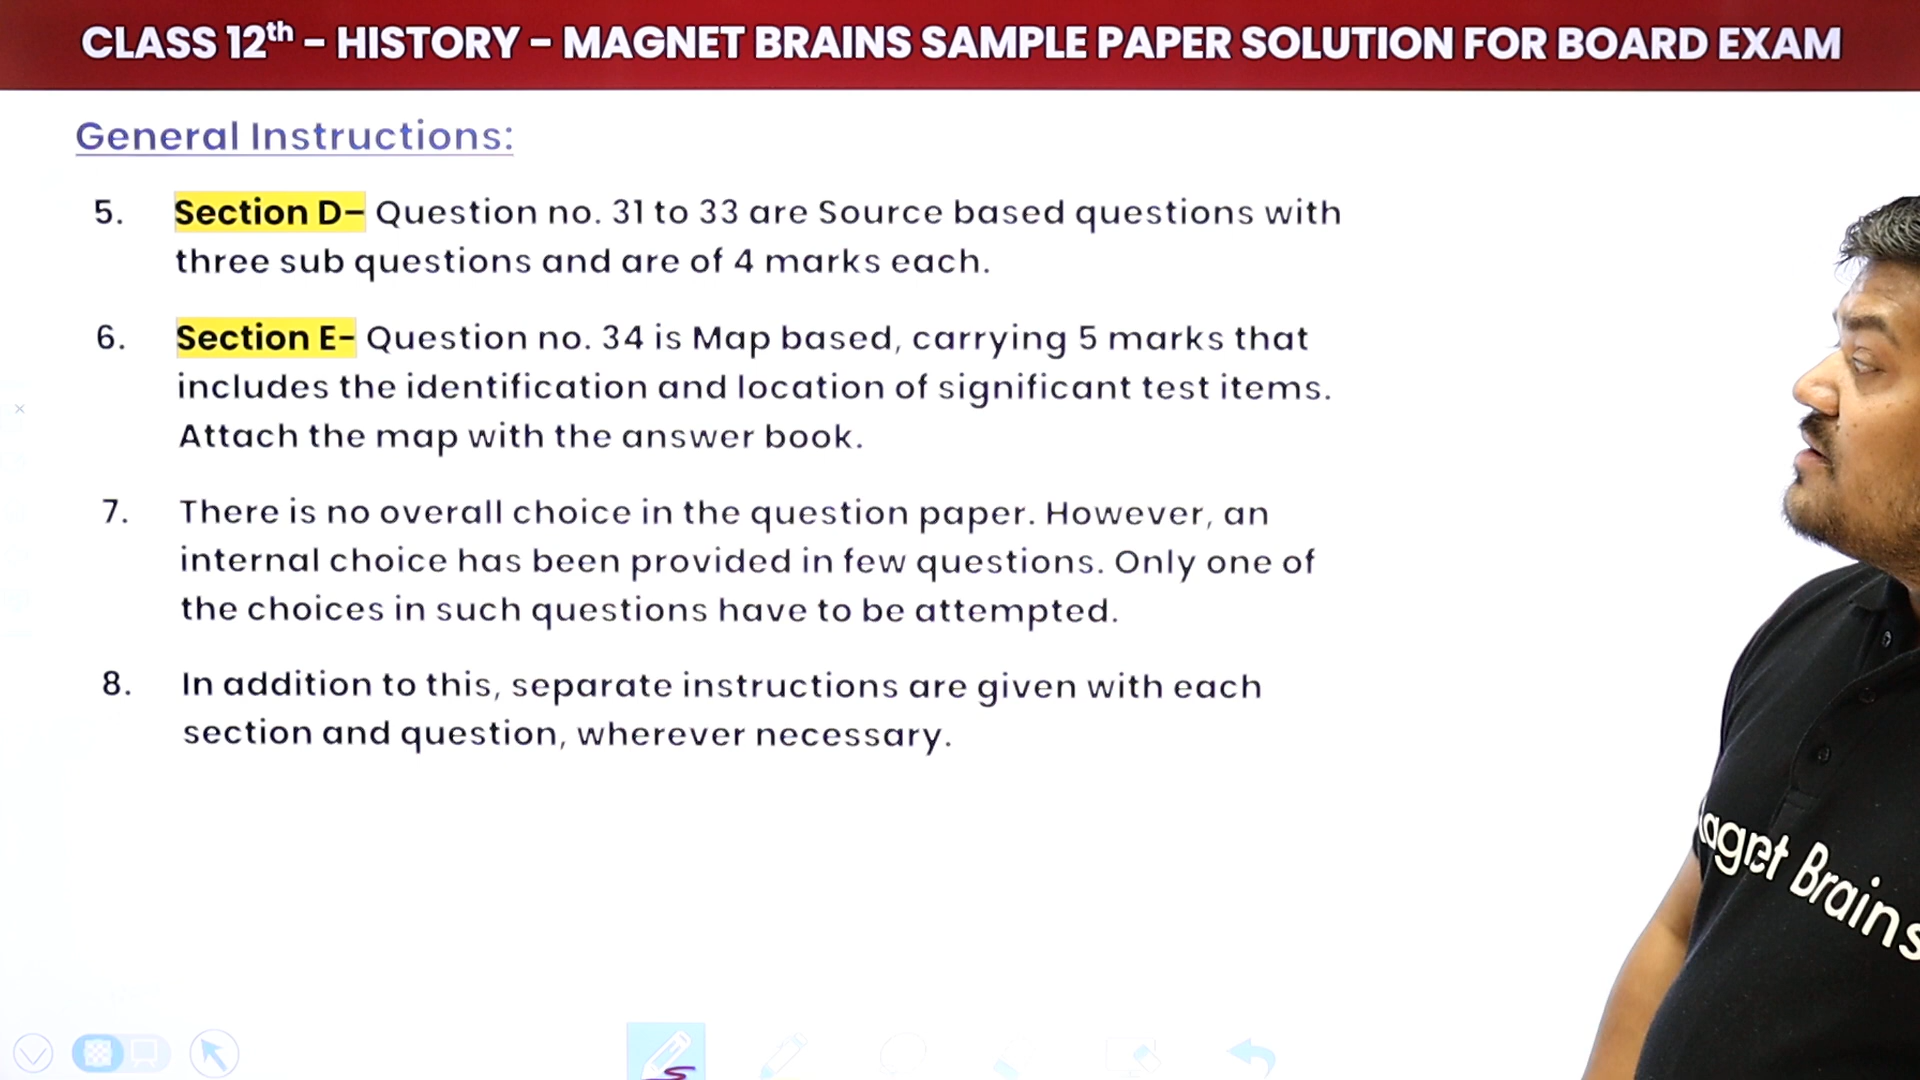 CLASS 12th – HISTORY – MAGNET BRAINS SAMPLE PAPER SOLUTION FOR BOARD EXAM
General Instructions:
5. Section D– Question no. 31 to 33 are Source based questions with
three sub questions and are of 4 marks each.
6. Section E- Question no. 34 is Map based, carrying 5 marks that
includes the identification and location of significant test items.
Attach the map with the answer book.
7. There is no overall choice in the question paper. However, an
internal choice has been provided in few questions. Only one of
the choices in such questions have to be attempted.
8. In addition to this, separate instructions are given with each
section and question, wherever necessary.
agnet Brains